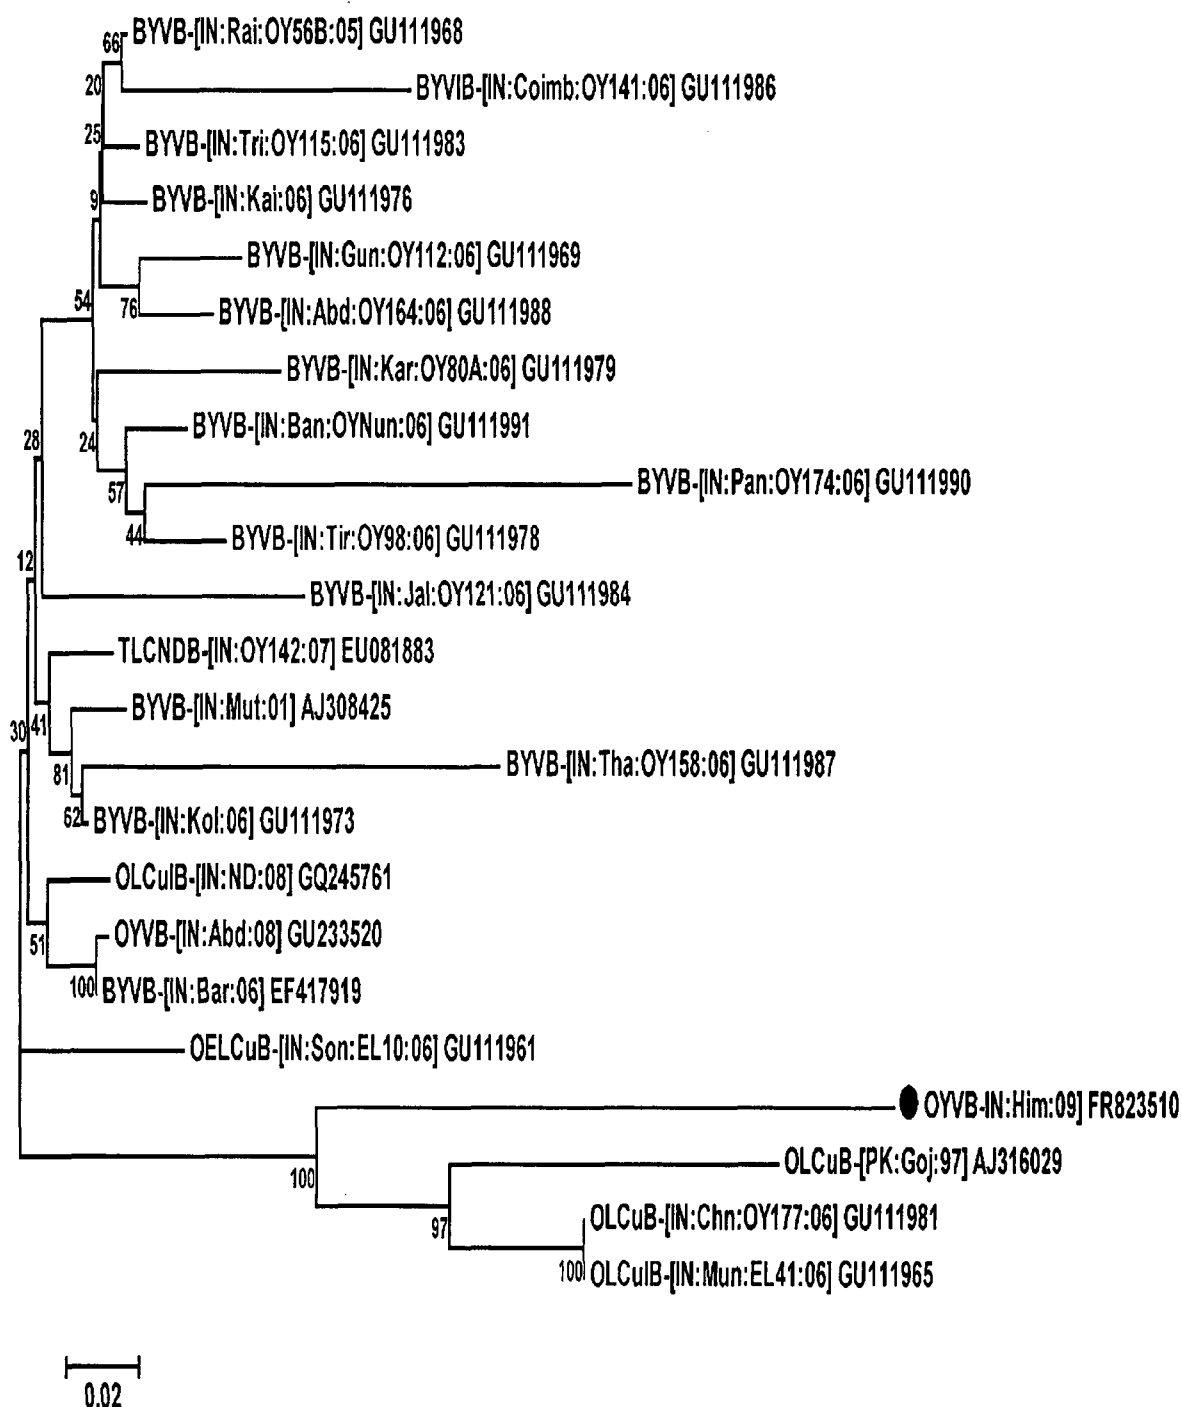 66 BYVB-[IN:Rai:OY56B:05] GU111968
20 BYVIB-[IN:Coimb:OY141:06] GU111986
25 BYVB-[IN:Tri:OY115:06] GU111983
9 BYVB-[IN:Kai:06] GU111976
BYVB-[IN:Gun:OY112:06] GU111969
54 76 BYVB-[IN:Abd:OY164:06] GU111988
BYVB-[IN:Kar:OY80A:06] GU111979
28 24 BYVB-[IN:Ban:OYNun:06] GU111991
57 BYVB-[IN:Pan:OY174:06] GU111990
44 BYVB-[IN:Tir:OY98:06] GU111978
12 BYVB-[IN:Jal:OY121:06] GU111984
TLCNDB-[IN:OY142:07] EU081883
30 41 BYVB-[IN:Mut:01] AJ308425
81 BYVB-[IN:Tha:OY158:06] GU111987
62 BYVB-[IN:Kol:06] GU111973
OLCulB-[IN:ND:08] GQ245761
51 OYVB-[IN:Abd:08] GU233520
100 BYVB-[IN:Bar:06] EF417919
OELCuB-[IN:Son:EL10:06] GU111961
OYVB-IN:Him:09] FR823510
100 OLCuB-[PK:Goj:97] AJ316029
97 OLCuB-[IN:Chn:OY177:06] GU111981
100 OLCulB-[IN:Mun:EL41:06] GU111965
0.02